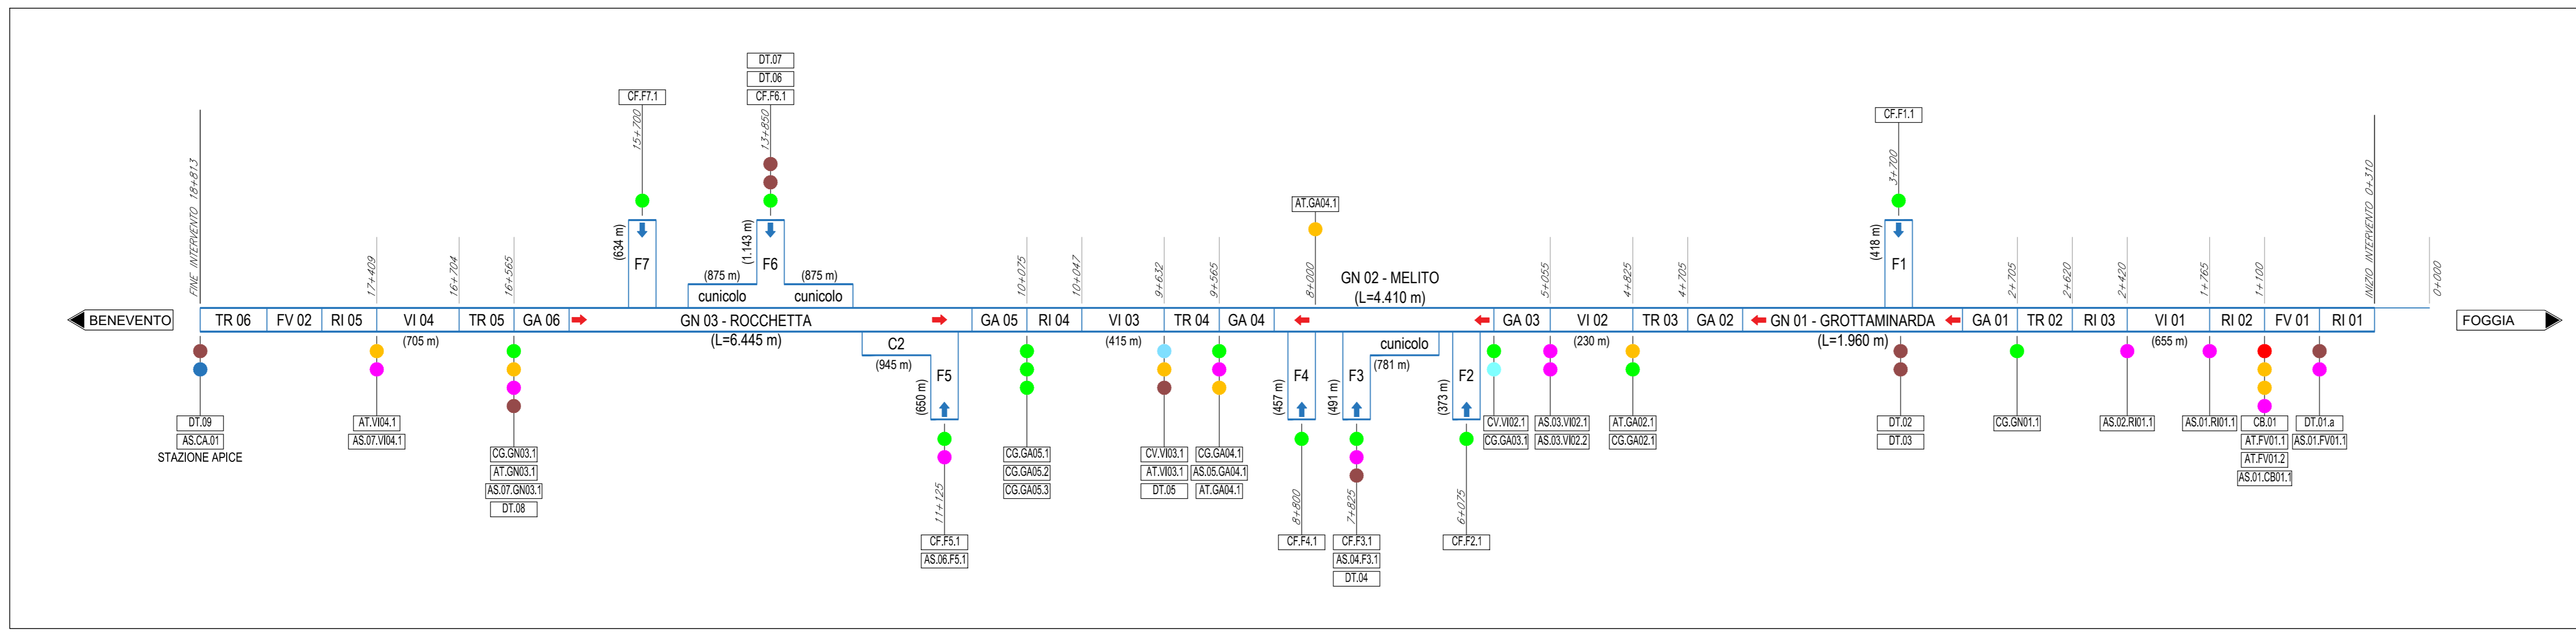 DT.07
DT.06
CF.F7.1
CF.F6.1
CF.F1.1
15+700
13+850
3+700
AT.GA04.1
FINE INTERVENTO 18+813
17+409
16+704
16+565
(634 m)
F7
(1.143 m)
F6
(875 m)
cunicolo
(875 m)
cunicolo
10+075
10+047
9+632
9+565
8+000
GN 02 - MELITO
(L=4.410 m)
5+055
4+825
4+705
(418 m)
F1
2+705
2+620
2+420
1+765
1+100
INIZIO INTERVENTO 0+310
0+000
BENEVENTO
TR 06
FV 02
RI 05
VI 04
(705 m)
TR 05
GA 06
GN 03 - ROCCHETTA
(L=6.445 m)
GA 05
RI 04
VI 03
(415 m)
TR 04
GA 04
GA 03
VI 02
(230 m)
TR 03
GA 02
GN 01 - GROTTAMINARDA
(L=1.960 m)
GA 01
TR 02
RI 03
VI 01
(655 m)
RI 02
FV 01
RI 01
FOGGIA
C2
(945 m)
(650 m)
F5
(457 m)
F4
(491 m)
F3
cunicolo
(781 m)
(373 m)
F2
DT.09
AS.CA.01
STAZIONE APICE
AT.VI04.1
AS.07.VI04.1
CG.GN03.1
AT.GN03.1
AS.07.GN03.1
DT.08
11+125
CF.F5.1
AS.06.F5.1
CG.GA05.1
CG.GA05.2
CG.GA05.3
CV.VI03.1
AT.VI03.1
DT.05
CG.GA04.1
AS.05.GA04.1
AT.GA04.1
8+800
CF.F4.1
7+825
CF.F3.1
AS.04.F3.1
DT.04
6+075
CF.F2.1
CV.VI02.1
CG.GA03.1
AS.03.VI02.1
AS.03.VI02.2
AT.GA02.1
CG.GA02.1
DT.02
DT.03
CG.GN01.1
AS.02.RI01.1
AS.01.RI01.1
CB.01
AT.FV01.1
AT.FV01.2
AS.01.CB01.1
DT.01.a
AS.01.FV01.1